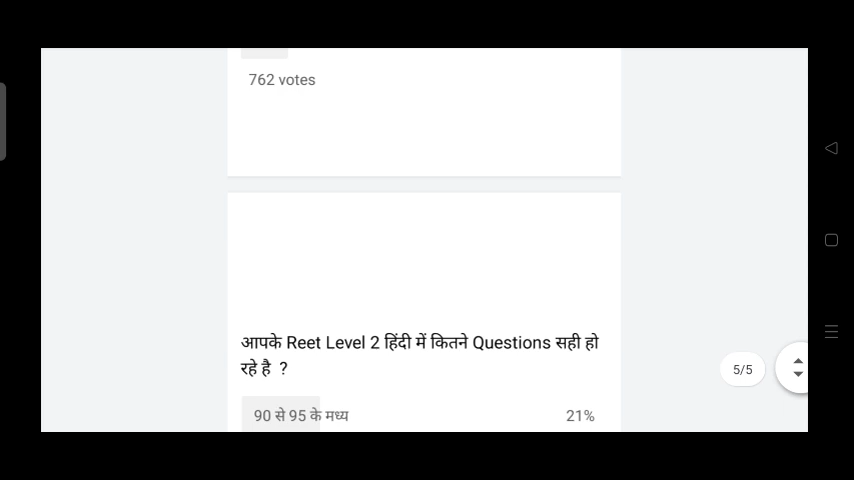 762 votes
आपके Reet Level 2 हिंदी में कितने Questions सही हो
रहे है ?
5/5
90 से 95 के मध्य 21%